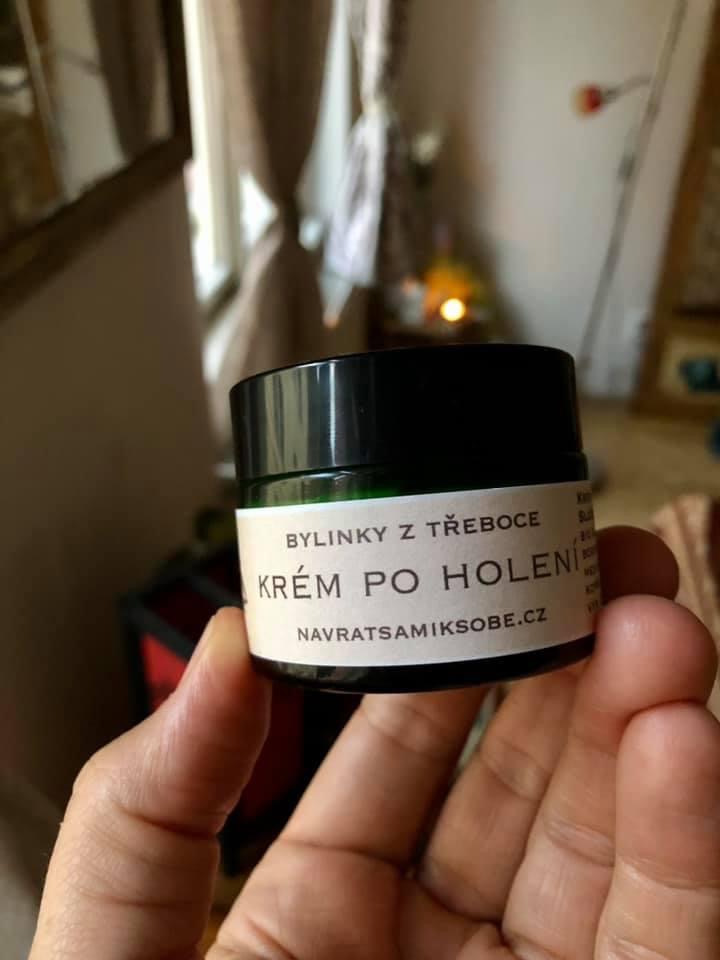 BYLINKY Z TŘEBOCE
KRÉM PO HOLENÍ
NAVRATSAMIKSOBE.CZ